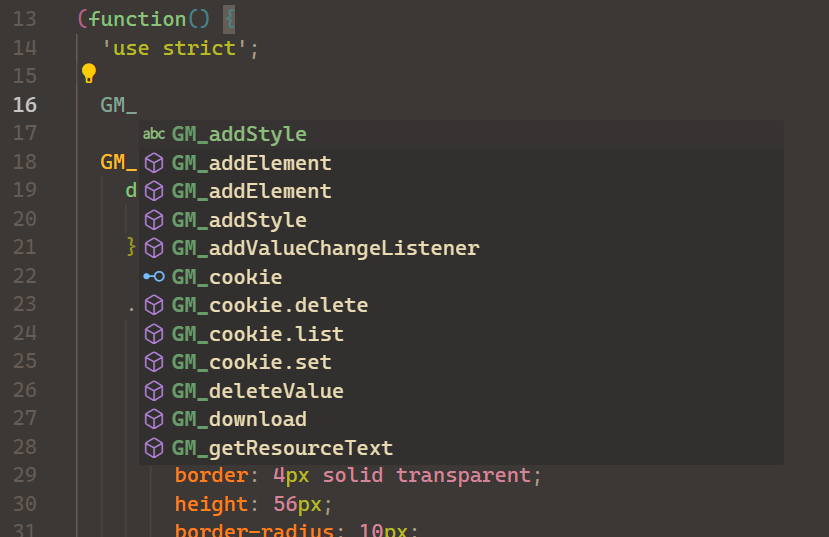 13 (function() {
14 'use strict';
15
16 GM_
17 abc GM_addStyle
18 GM_ GM_addElement
19 d GM_addElement
20 GM_addStyle
21 } GM_addValueChangeListener
22 GM_cookie
23 . GM_cookie.delete
24 GM_cookie.list
25 GM_cookie.set
26 GM_deleteValue
27 GM_download
28 GM_getResourceText
29 border: 4px solid transparent;
30 height: 56px;
31 border-radius: 10px;